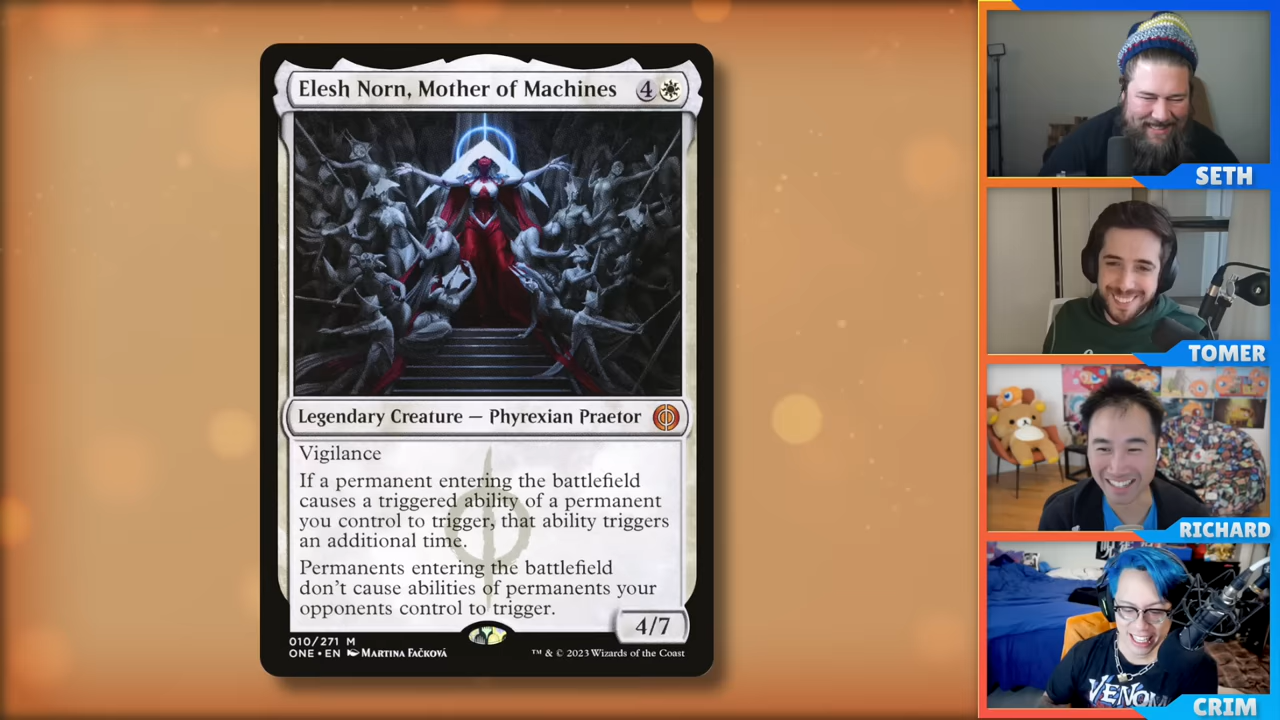 Elesh Norn, Mother of Machines 4
Legendary Creature — Phyrexian Praetor
Vigilance
If a permanent entering the battlefield
causes a triggered ability of a permanent
you control to trigger, that ability triggers
an additional time.
Permanents entering the battlefield
don't cause abilities of permanents your
opponents control to trigger.
4/7
010/271 M
ONE • EN MARTINA FAČKOVÁ
™ & © 2023 Wizards of the Coast
SETH
TOMER
RICHARD
VENOM
CRIM